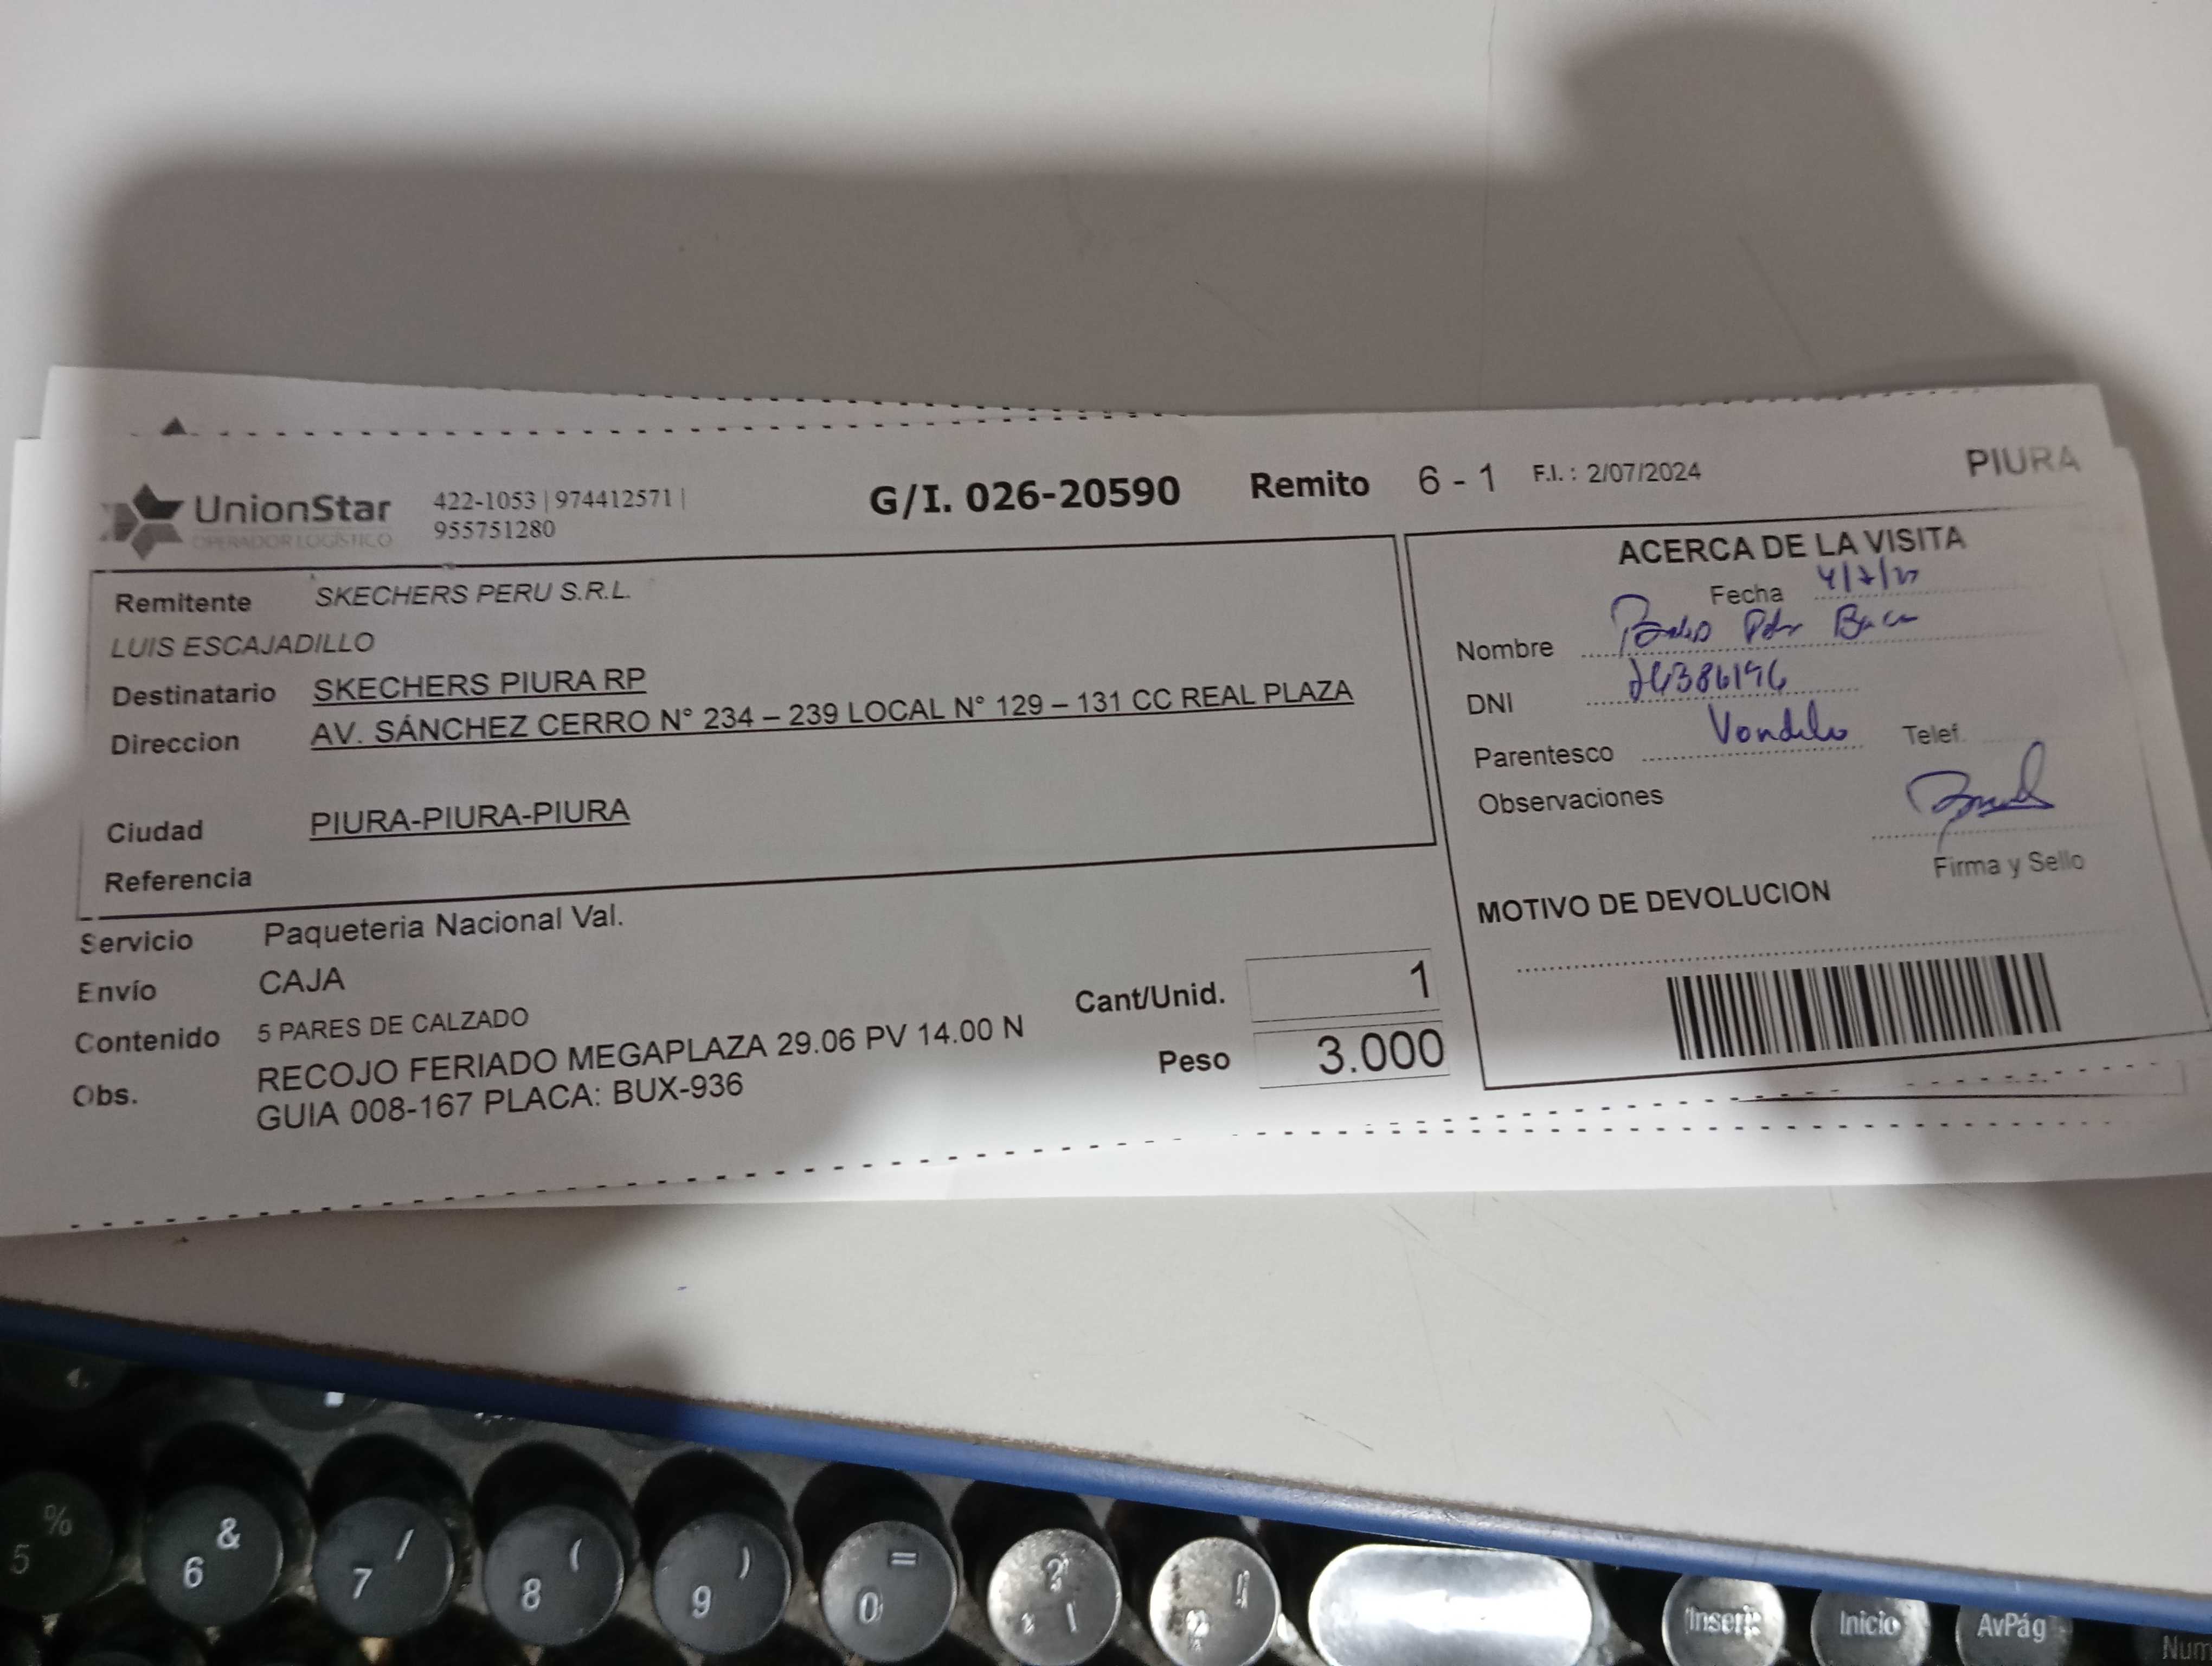 UnionStar
OPERADOR LOGÍSTICO
422-1053 | 974412571 |
955751280
G/I. 026-20590 Remito 6 - 1 F.I. : 2/07/2024
PIURA
Remitente SKECHERS PERU S.R.L.
LUIS ESCAJADILLO
Destinatario SKECHERS PIURA RP
Direccion AV. SÁNCHEZ CERRO N° 234 – 239 LOCAL N° 129 – 131 CC REAL PLAZA
Ciudad PIURA-PIURA-PIURA
Referencia
Servicio Paqueteria Nacional Val.
Envío CAJA
Contenido 5 PARES DE CALZADO
Obs. RECOJO FERIADO MEGAPLAZA 29.06 PV 14.00 N
GUIA 008-167 PLACA: BUX-936
Cant/Unid. 1
Peso 3.000
ACERCA DE LA VISITA
Fecha
Nombre
DNI
Parentesco Telef.
Observaciones
Firma y Sello
MOTIVO DE DEVOLUCION
% & / ( ) = ?
5 6 7 8 9 0
Insert Inicio AvPág
Num